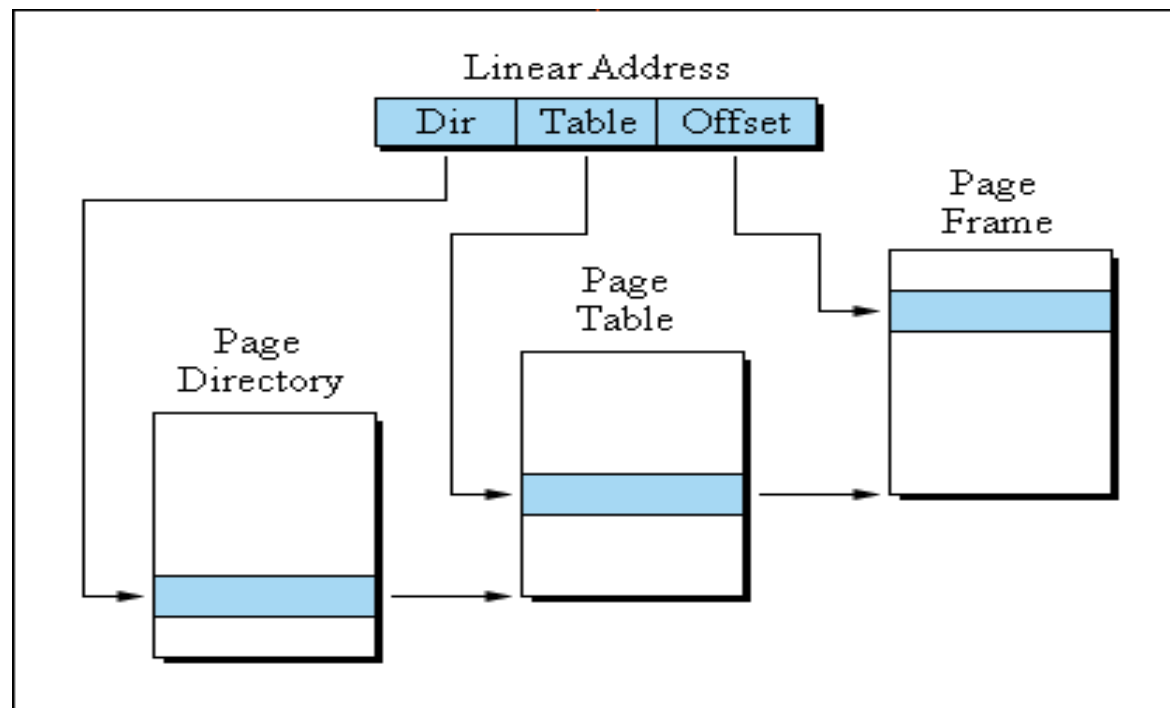 Linear Address
Dir Table Offset
Page
Frame
Page
Table
Page
Directory